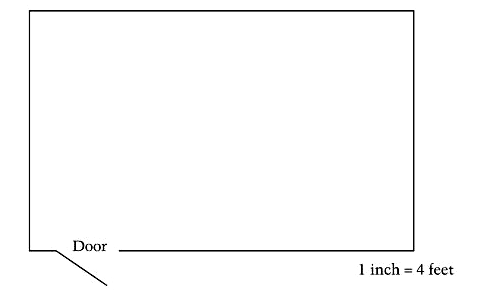 Door
1 inch = 4 feet